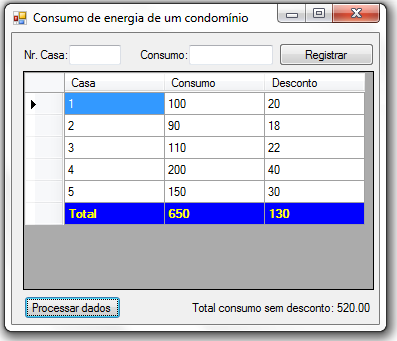 Consumo de energia de um condomínio
Nr. Casa: Consumo: Registrar
Casa Consumo Desconto
1 100 20
2 90 18
3 110 22
4 200 40
5 150 30
Total 650 130
Processar dados Total consumo sem desconto: 520.00